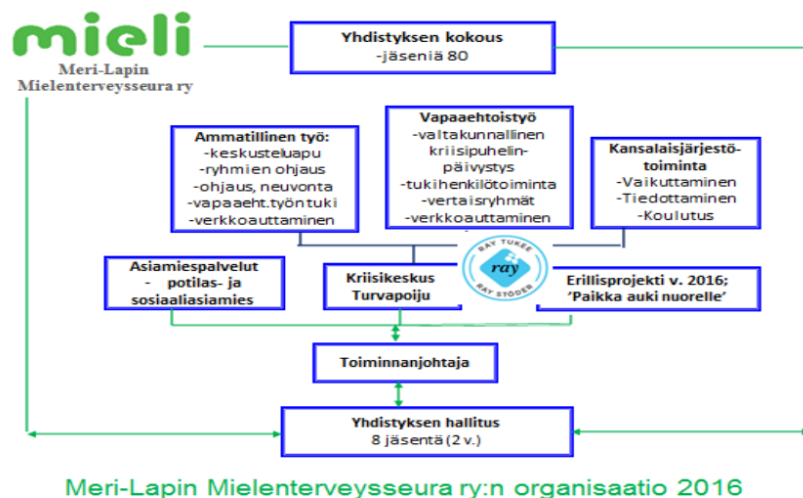 mieli
Meri-Lapin
Mielenterveysseura ry
Yhdistyksen kokous
-jäseniä 80
Ammatillinen työ:
-keskusteluapu
-ryhmien ohjaus
-ohjaus, neuvonta
-vapaaeht.työn tuki
-verkkoauttaminen
Vapaaehtoistyö
-valtakunnallinen
kriisipuhelin-
päivystys
-tukihenkilötoiminta
-vertaisryhmät
-verkkoauttaminen
Kansalaisjärjestö-
toiminta
-Vaikuttaminen
-Tiedottaminen
-Koulutus
Asiamiespalvelut
- potilas- ja
sosiaaliasiamies
Kriisikeskus
Turvapoiju
RAY TUKEE
ray
RAY STÖDER
Erillisprojekti v. 2016;
’Paikka auki nuorelle’
Toiminnanjohtaja
Yhdistyksen hallitus
8 jäsentä (2 v.)
Meri-Lapin Mielenterveysseura ry:n organisaatio 2016